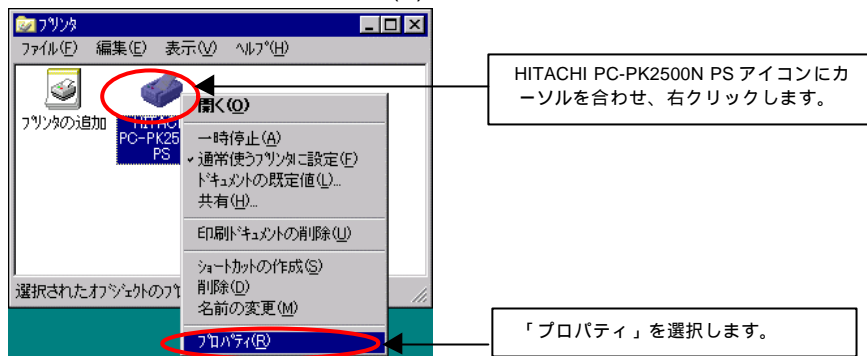 プリンタ
ファイル(F) 編集(E) 表示(V) ヘルプ(H)
プリンタの追加
PC-PK25
PS
開く(O)
一時停止(A)
通常使うプリンタに設定(F)
ドキュメントの既定値(L)...
共有(H)...
印刷ドキュメントの削除(U)
ショートカットの作成(S)
削除(D)
名前の変更(M)
プロパティ(R)
選択されたオブジェクトのプ
HITACHI PC-PK2500N PS アイコンにカ
ーソルを合わせ、右クリックします。
「プロパティ」を選択します。